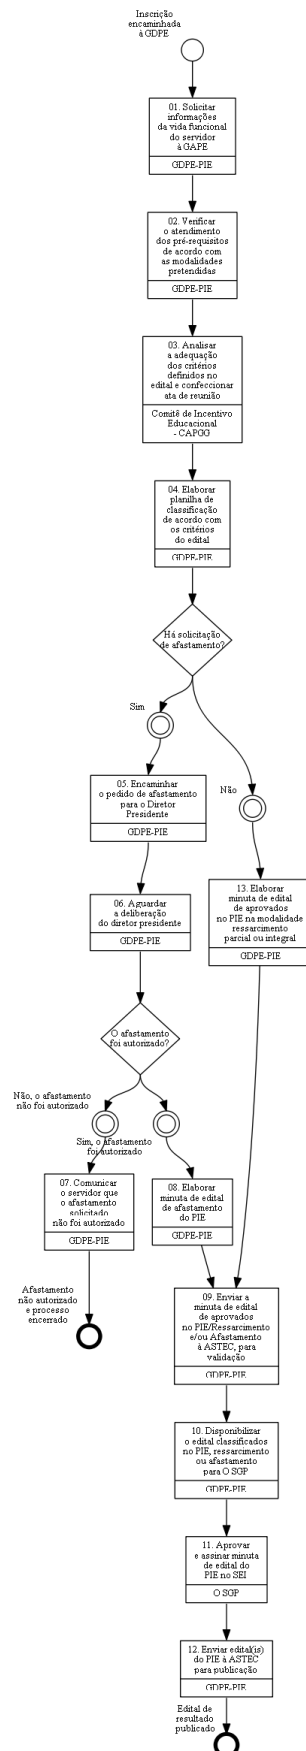 Inscrição
encaminhada
à GDPE
01. Solicitar
informações
da vida funcional
do servidor
à GAPE
GDPE-PIE
02. Verificar
o atendimento
dos pré-requisitos
de acordo com
as modalidades
pretendidas
GDPE-PIE
03. Analisar
a adequação
dos critérios
definidos no
edital e confeccionar
ata de reunião
Comitê de Incentivo
Educacional
- CAPGG
04. Elaborar
planilha de
classificação
de acordo com
os critérios
do edital
GDPE-PIE
Há solicitação
de afastamento?
Sim
Não
05. Encaminhar
o pedido de afastamento
para o Diretor
Presidente
GDPE-PIE
13. Elaborar
minuta de edital
de aprovados
no PIE na modalidade
ressarcimento
parcial ou integral
GDPE-PIE
06. Aguardar
a deliberação
do diretor presidente
GDPE-PIE
O afastamento
foi autorizado?
Não, o afastamento
não foi autorizado
Sim, o afastamento
foi autorizado
07. Comunicar
o servidor que
o afastamento
solicitado
não foi autorizado
GDPE-PIE
08. Elaborar
minuta de edital
de afastamento
do PIE
GDPE-PIE
Afastamento
não autorizado
e processo
encerrado
09. Enviar a
minuta de edital
de aprovados
no PIE/Ressarcimento
e/ou Afastamento
à ASTEC, para
validação
GDPE-PIE
10. Disponibilizar
o edital classificados
no PIE, ressarcimento
ou afastamento
para O SGP
GDPE-PIE
11. Aprovar
e assinar minuta
de edital do
PIE no SEI
O SGP
12. Enviar edital(is)
do PIE à ASTEC
para publicação
GDPE-PIE
Edital de
resultado
publicado